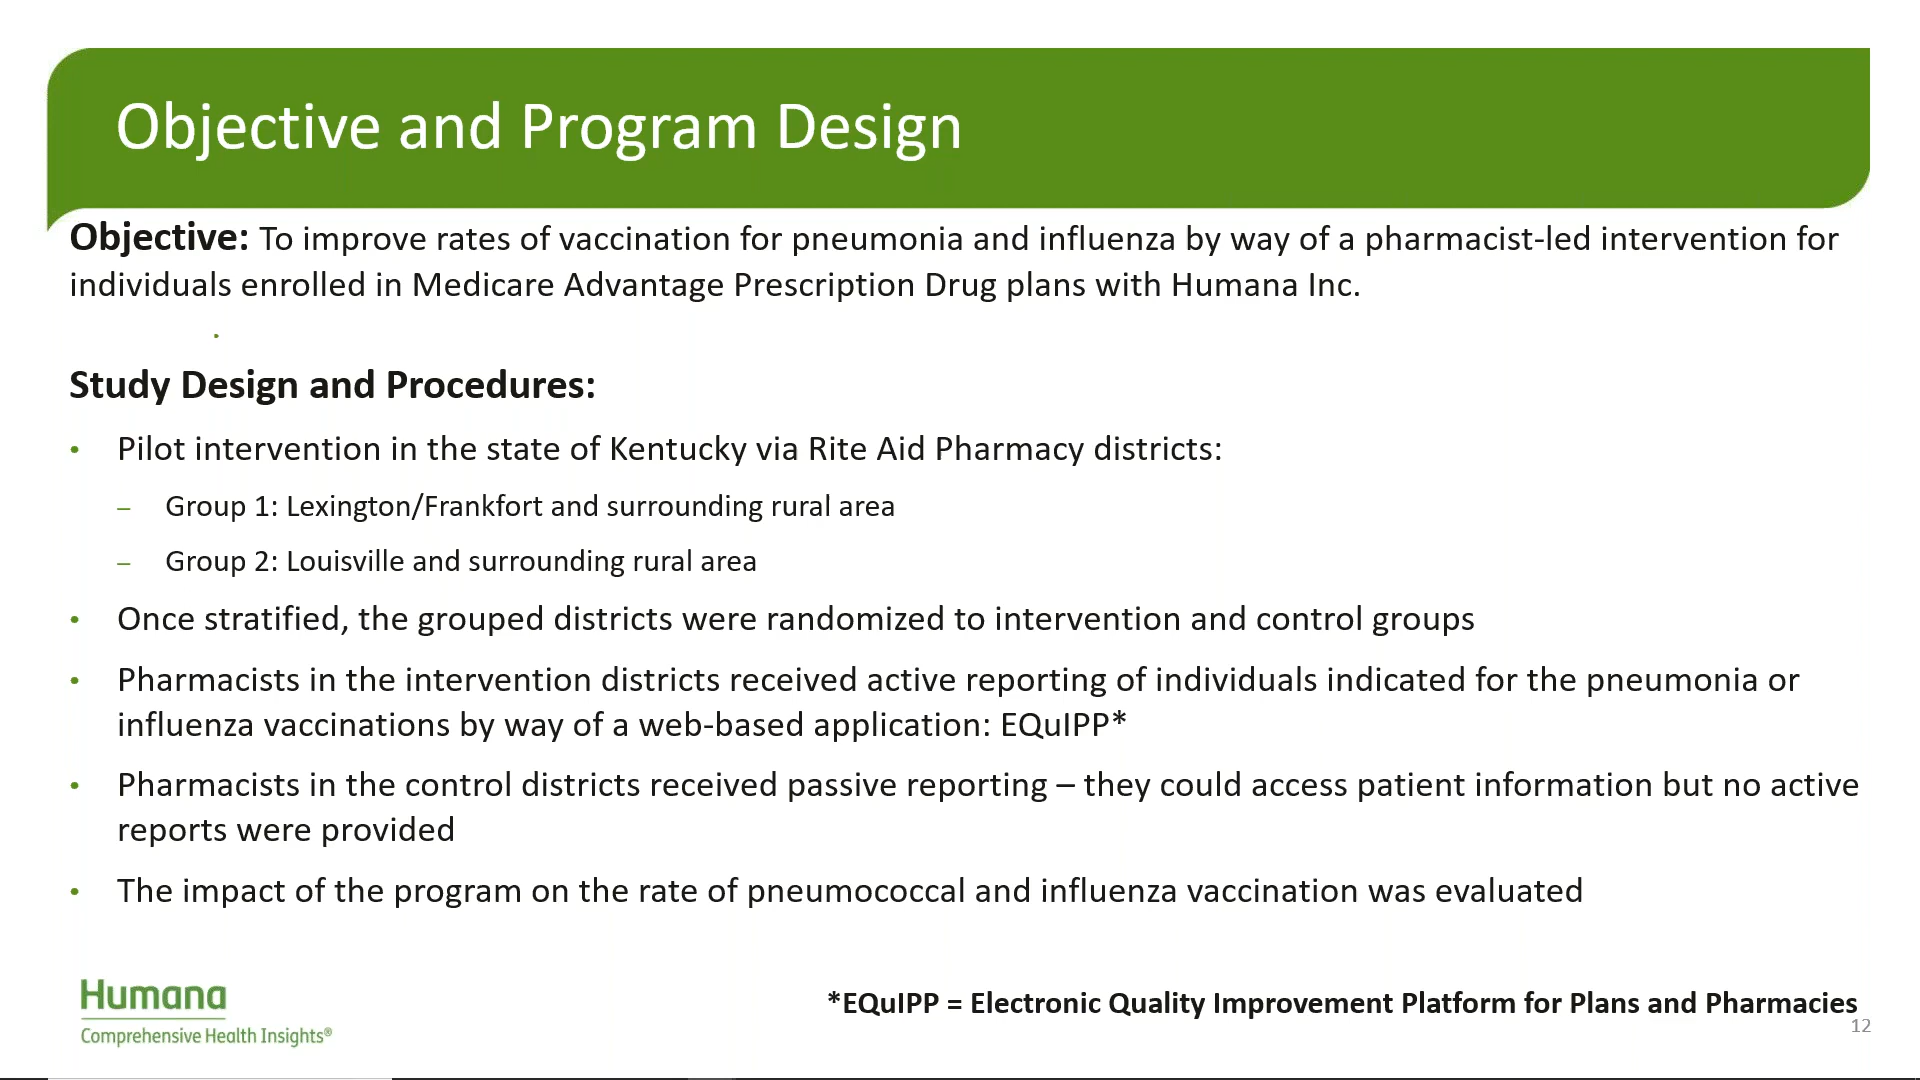 Objective and Program Design
Objective: To improve rates of vaccination for pneumonia and influenza by way of a pharmacist-led intervention for
individuals enrolled in Medicare Advantage Prescription Drug plans with Humana Inc.
Study Design and Procedures:
• Pilot intervention in the state of Kentucky via Rite Aid Pharmacy districts:
– Group 1: Lexington/Frankfort and surrounding rural area
– Group 2: Louisville and surrounding rural area
• Once stratified, the grouped districts were randomized to intervention and control groups
• Pharmacists in the intervention districts received active reporting of individuals indicated for the pneumonia or
influenza vaccinations by way of a web-based application: EQuIPP*
• Pharmacists in the control districts received passive reporting – they could access patient information but no active
reports were provided
• The impact of the program on the rate of pneumococcal and influenza vaccination was evaluated
Humana
Comprehensive Health Insights®
*EQuIPP = Electronic Quality Improvement Platform for Plans and Pharmacies
12